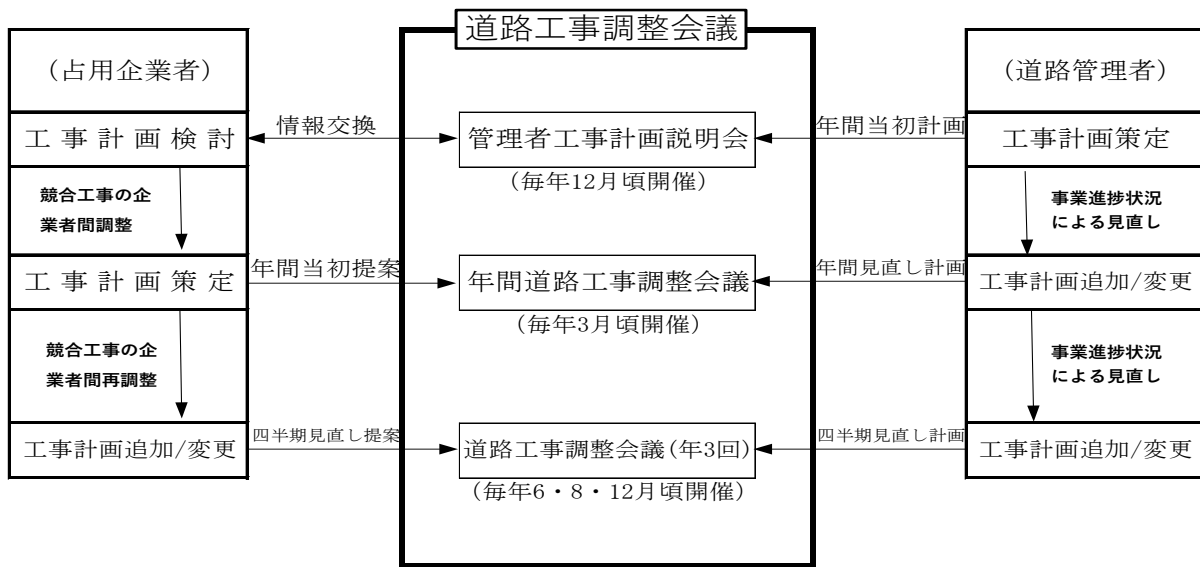 道路工事調整会議
(占用企業者)
(道路管理者)
工事計画検討
情報交換
管理者工事計画説明会
年間当初計画
工事計画策定
(毎年12月頃開催)
競合工事の企
業者間調整
事業進捗状況
による見直し
工事計画策定
年間当初提案
年間道路工事調整会議
年間見直し計画
工事計画追加/変更
(毎年3月頃開催)
競合工事の企
業者間再調整
事業進捗状況
による見直し
工事計画追加/変更
四半期見直し提案
道路工事調整会議(年3回)
四半期見直し計画
工事計画追加/変更
(毎年6・8・12月頃開催)